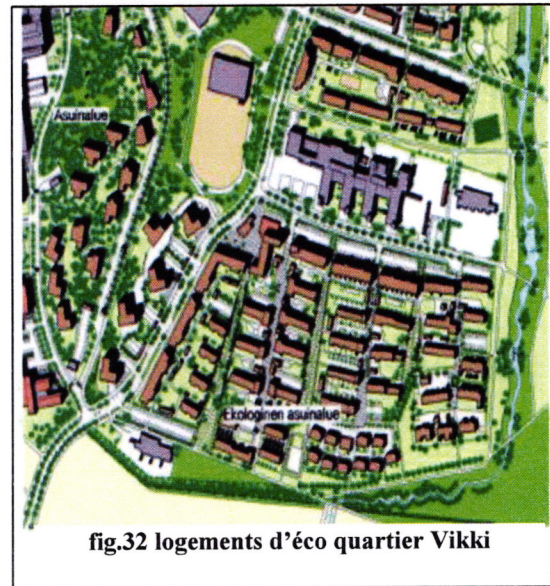 Asuinalue
Ekologinen asuinalue
fig.32 logements d'éco quartier Vikki